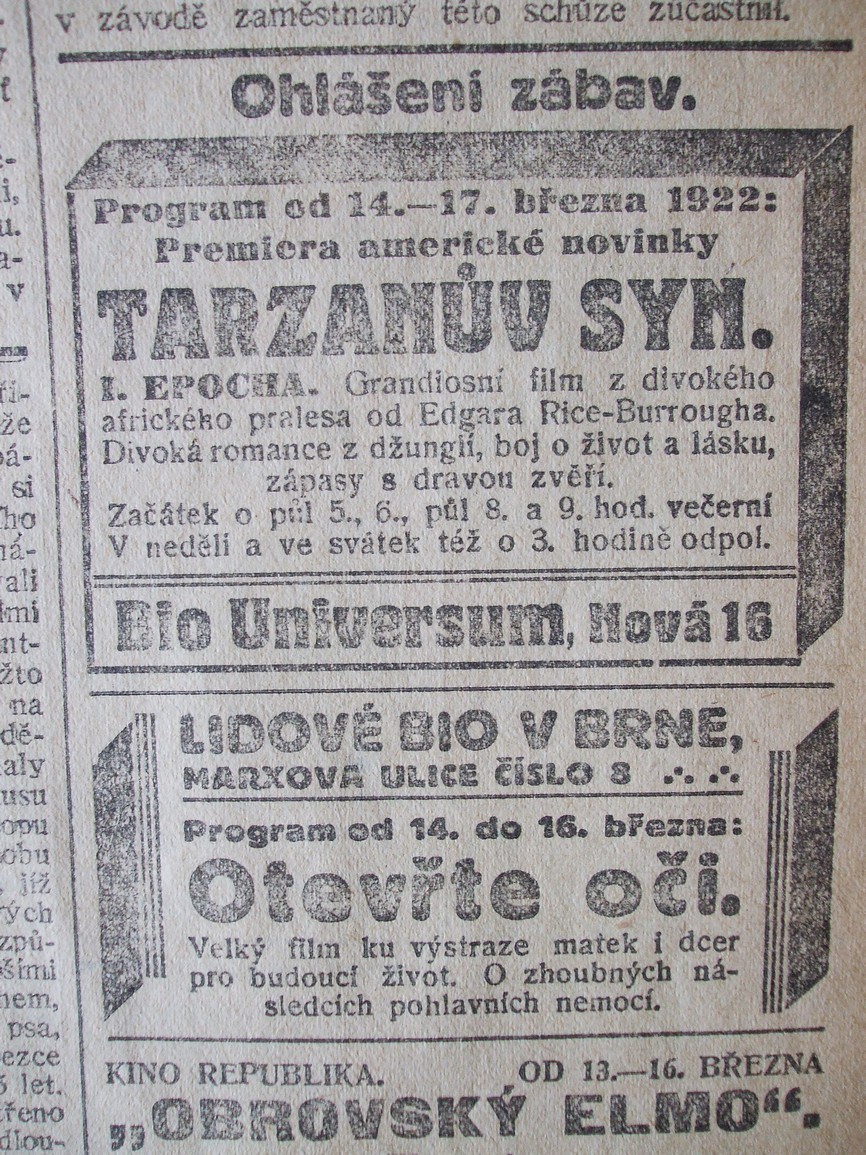 v závodě zaměstnaný této schůze zúčastnil.
Ohlášení zábav.
Program od 14.—17. března 1922:
Premiera americké novinky
TARZANŮV SYN.
I. EPOCHA. Grandiosní film z divokého
afrického pralesa od Edgara Rice-Burrougha.
Divoká romance z džunglí, boj o život a lásku,
zápasy s dravou zvěří.
Začátek o půl 5., 6., půl 8. a 9. hod. večerní
V neděli a ve svátek též o 3. hodině odpol.
Bio Universum, Nová 16
LIDOVÉ BIO V BRNĚ,
MARXOVA ULICE ČÍSLO 8
Program od 14. do 16. března:
Otevřte oči.
Velký film ku výstraze matek i dcer
pro budoucí život. O zhoubných ná-
sledcích pohlavních nemocí.
KINO REPUBLIKA. OD 13.—16. BŘEZNA
„OBROVSKÝ ELMO“.